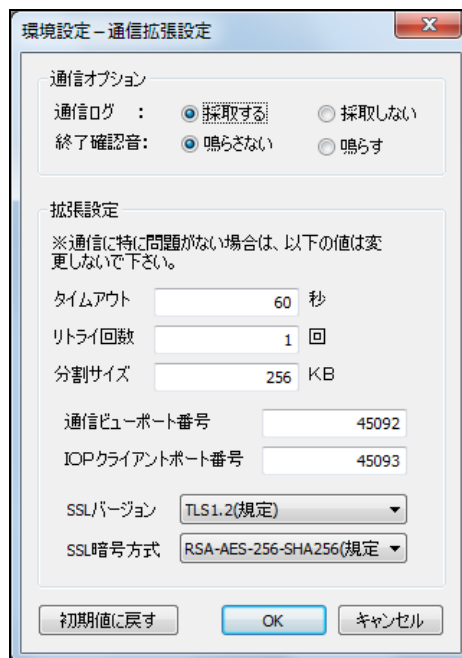 環境設定－通信拡張設定
通信オプション
通信ログ : 採取する 採取しない
終了確認音: 鳴らさない 鳴らす
拡張設定
※通信に特に問題がない場合は、以下の値は変
更しないで下さい。
タイムアウト 60 秒
リトライ回数 1 回
分割サイズ 256 KB
通信ビューポート番号 45092
IOPクライアントポート番号 45093
SSLバージョン TLS1.2(規定)
SSL暗号方式 RSA-AES-256-SHA256(規定
初期値に戻す OK キャンセル